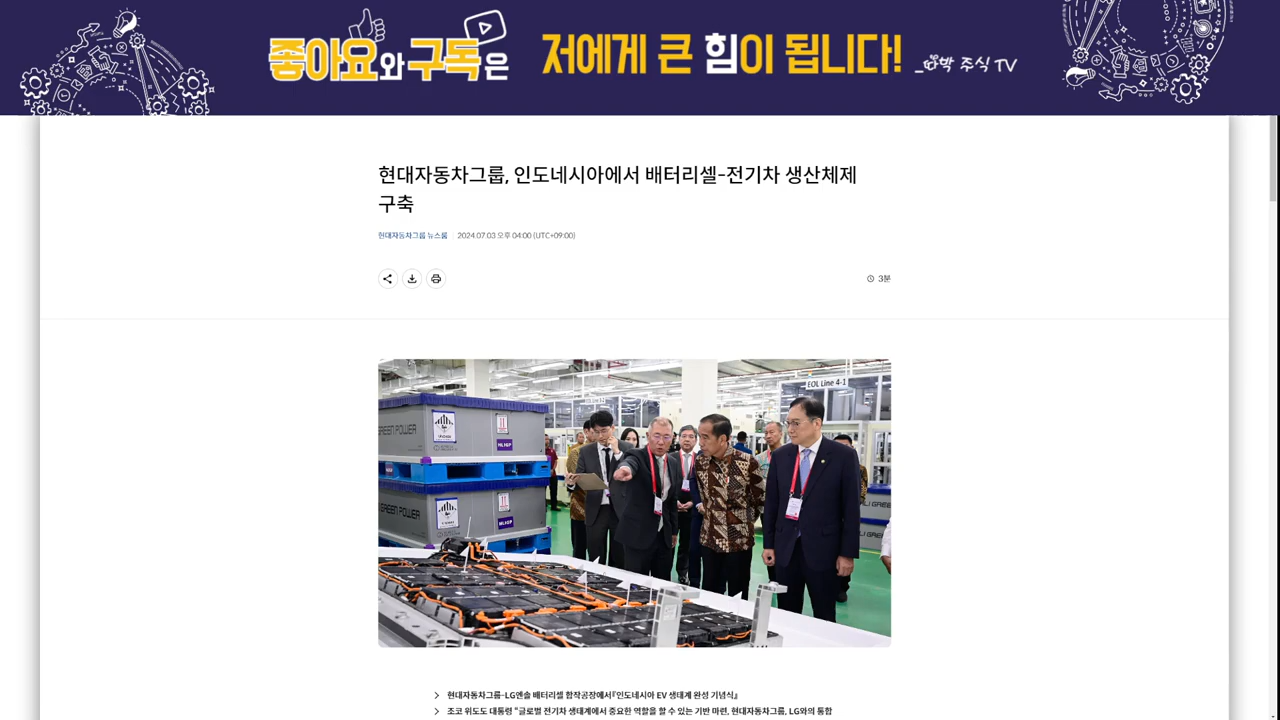 좋아요와 구독은 저에게 큰 힘이 됩니다!
박 주식 TV
현대자동차그룹, 인도네시아에서 배터리셀-전기차 생산체제
구축
현대자동차그룹 뉴스룸 2024.07.03 오후 04:00 (UTC+09:00)
3분
EOL Line 4-1
GREEN POWER
HLI GREEN
GREEN POWER
현대자동차그룹-LG엔솔 배터리셀 합작공장에서『인도네시아 EV 생태계 완성 기념식』
조코 위도도 대통령 "글로벌 전기차 생태계에서 중요한 역할을 할 수 있는 기반 마련, 현대자동차그룹, LG와의 통합